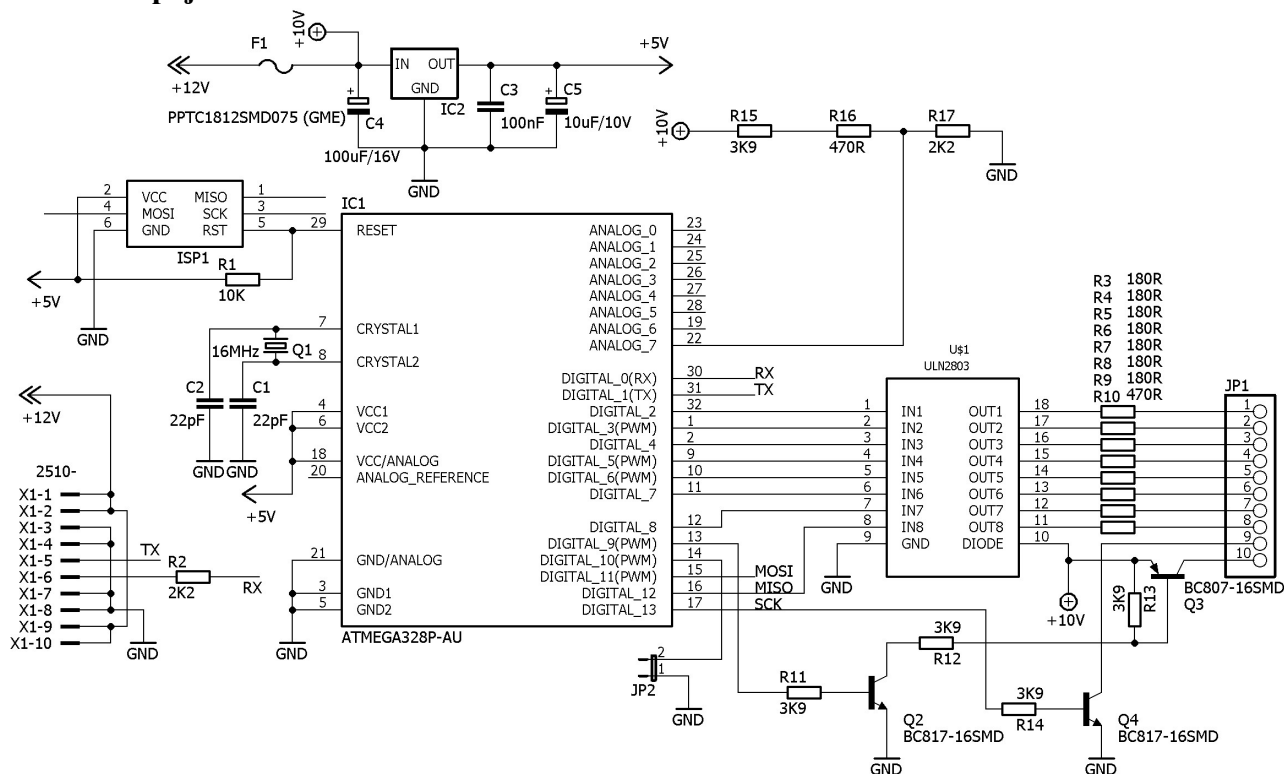 +10V
F1
+12V
PPTC1812SMD075 (GME)
+
C4
100uF/16V
IN OUT
GND
IC2
C3
100nF
+
C5
10uF/10V
+5V
GND
+10V
R15
3K9
R16
470R
R17
2K2
GND
2 VCC MISO 1
4 MOSI SCK 3
6 GND RST 5
ISP1
+5V
R1
10K
GND
IC1
29 RESET
7 CRYSTAL1
8 CRYSTAL2
4 VCC1
6 VCC2
18 VCC/ANALOG
20 ANALOG_REFERENCE
21 GND/ANALOG
3 GND1
5 GND2
ATMEGA328P-AU
16MHz Q1
C2
22pF
C1
22pF
GND GND
+5V
GND
ANALOG_0 23
ANALOG_1 24
ANALOG_2 25
ANALOG_3 26
ANALOG_4 27
ANALOG_5 28
ANALOG_6 19
ANALOG_7 22
DIGITAL_0(RX) 30 RX
DIGITAL_1(TX) 31 TX
DIGITAL_2 32
DIGITAL_3(PWM) 1
DIGITAL_4 2
DIGITAL_5(PWM) 9
DIGITAL_6(PWM) 10
DIGITAL_7 11
DIGITAL_8 12
DIGITAL_9(PWM) 13
DIGITAL_10(PWM) 14
DIGITAL_11(PWM) 15 MOSI
DIGITAL_12 16 MISO
DIGITAL_13 17 SCK
+12V
2510-
X1-1
X1-2
X1-3
X1-4
X1-5 TX
X1-6 R2 RX
2K2
X1-7
X1-8
X1-9
X1-10
GND
U$1
ULN2803
1 IN1 OUT1 18
2 IN2 OUT2 17
3 IN3 OUT3 16
4 IN4 OUT4 15
5 IN5 OUT5 14
6 IN6 OUT6 13
7 IN7 OUT7 12
8 IN8 OUT8 11
9 GND DIODE 10
GND
R3 180R
R4 180R
R5 180R
R6 180R
R7 180R
R8 180R
R9 180R
R10 470R
JP1
1
2
3
4
5
6
7
8
9
10
BC807-16SMD
Q3
3K9
R13
+10V
3K9
R12
2
1
JP2
GND
R11
3K9
Q2
BC817-16SMD
GND
3K9
R14
Q4
BC817-16SMD
GND